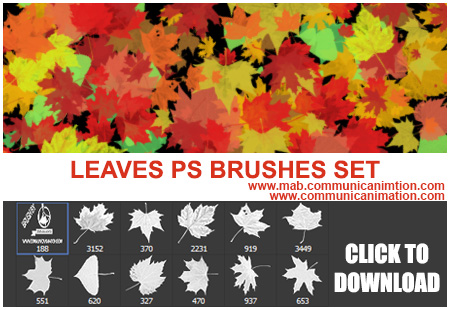 LEAVES PS BRUSHES SET
www.mab.communicanimtion.com
www.communicanimation.com
188 3152 370 2231 919 3449
551 620 327 470 937 653
CLICK TO
DOWNLOAD